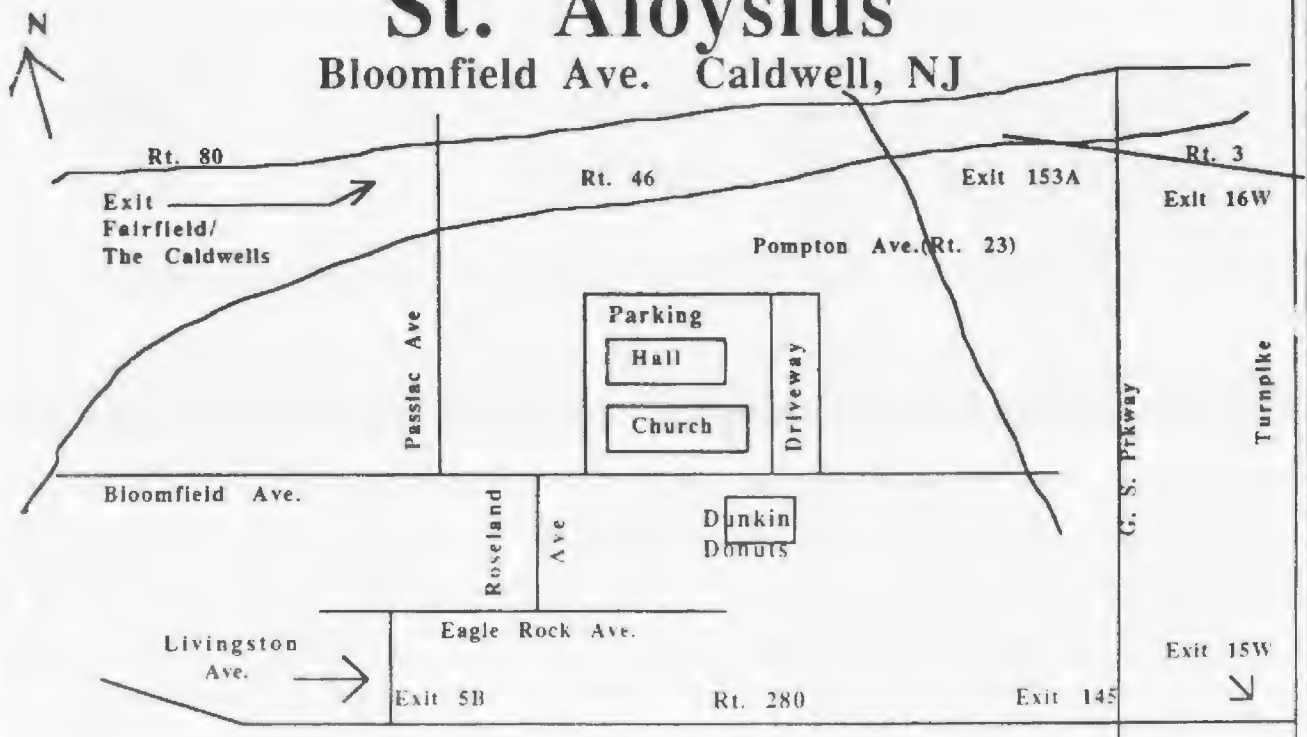 St. Aloysius
Bloomfield Ave. Caldwell, NJ
N
Rt. 80
Exit
Fairfield/
The Caldwells
Rt. 46
Exit 153A
Rt. 3
Exit 16W
Pompton Ave.(Rt. 23)
Passiac Ave
Parking
Hall
Church
Driveway
G. S. Prkway
Turnpike
Bloomfield Ave.
Roseland
Ave
Dunkin
Donuts
Eagle Rock Ave.
Livingston
Ave.
Exit 5B
Rt. 280
Exit 145
Exit 15W